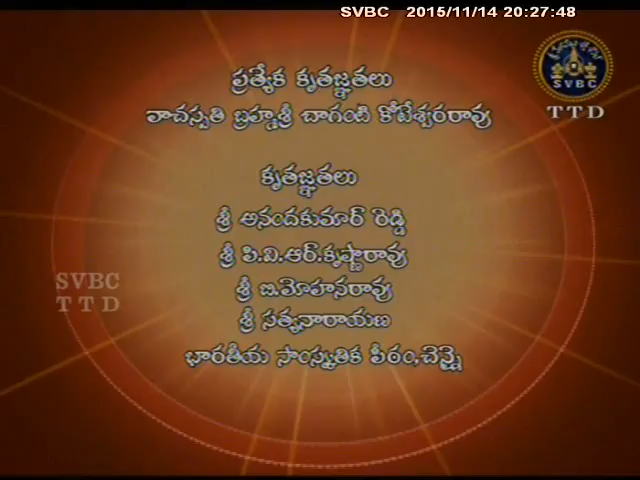 SVBC 2015/11/14 20:27:48
SVBC
TTD
ప్రత్యేక కృతజ్ఞతలు
వాచస్పతి బ్రహ్మశ్రీ చాగంటి కోటేశ్వరరావు
కృతజ్ఞతలు
శ్రీ ఆనందకుమార్ రెడ్డి
శ్రీ పి.వి.ఆర్.కృష్ణారావు
శ్రీ ఐ.మోహనరావు
శ్రీ సత్యనారాయణ
భారతీయ సాంస్కృతిక పీఠం,చెన్నై
SVBC
TTD